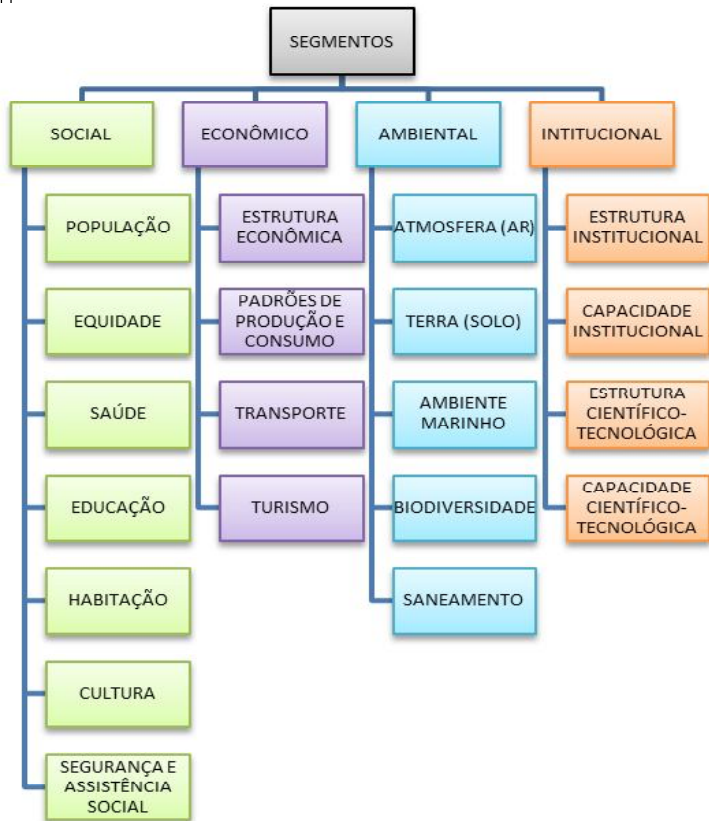 SEGMENTOS
SOCIAL
ECONÔMICO
AMBIENTAL
INTITUCIONAL
POPULAÇÃO
EQUIDADE
SAÚDE
EDUCAÇÃO
HABITAÇÃO
CULTURA
SEGURANÇA E
ASSISTÊNCIA
SOCIAL
ESTRUTURA
ECONÔMICA
PADRÕES DE
PRODUÇÃO E
CONSUMO
TRANSPORTE
TURISMO
ATMOSFERA (AR)
TERRA (SOLO)
AMBIENTE
MARINHO
BIODIVERSIDADE
SANEAMENTO
ESTRUTURA
INSTITUCIONAL
CAPACIDADE
INSTITUCIONAL
ESTRUTURA
CIENTÍFICO-
TECNOLÓGICA
CAPACIDADE
CIENTÍFICO-
TECNOLÓGICA